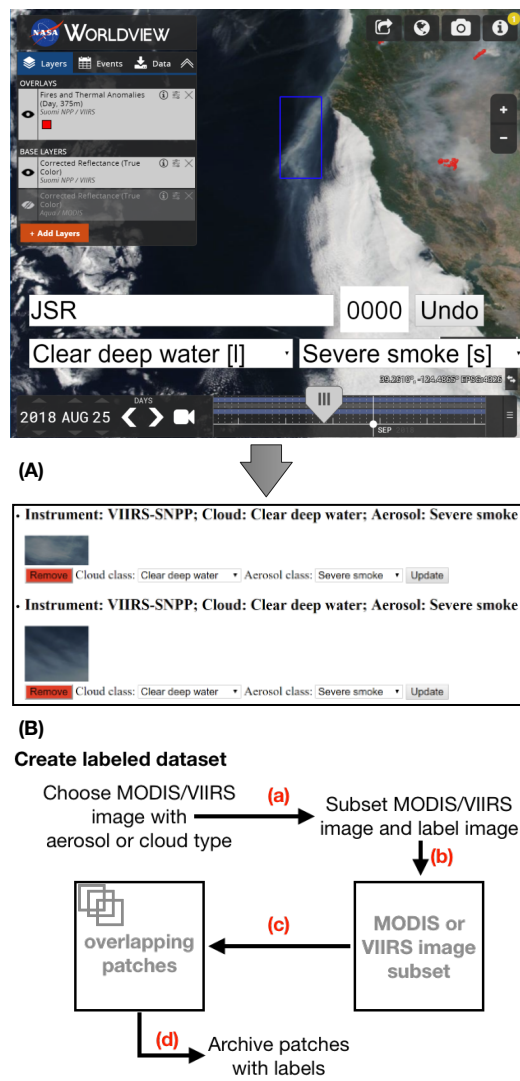 NASA WORLDVIEW
1
Layers Events Data
OVERLAYS
Fires and Thermal Anomalies
(Day, 375m)
Suomi NPP / VIIRS
BASE LAYERS
Corrected Reflectance (True
Color)
Suomi NPP / VIIRS
Corrected Reflectance (True
Color)
Aqua / MODIS
+ Add Layers
+
−
JSR 0000 Undo
Clear deep water [l] Severe smoke [s]
EPSG:4326
DAYS
2018 AUG 25
SEP
(A)
• Instrument: VIIRS-SNPP; Cloud: Clear deep water; Aerosol: Severe smoke
Remove Cloud class: Clear deep water Aerosol class: Severe smoke Update
• Instrument: VIIRS-SNPP; Cloud: Clear deep water; Aerosol: Severe smoke
Remove Cloud class: Clear deep water Aerosol class: Severe smoke Update
(B)
Create labeled dataset
Choose MODIS/VIIRS
image with
aerosol or cloud type
(a)
Subset MODIS/VIIRS
image and label image
(b)
MODIS or
VIIRS image
subset
(c)
overlapping
patches
(d)
Archive patches
with labels